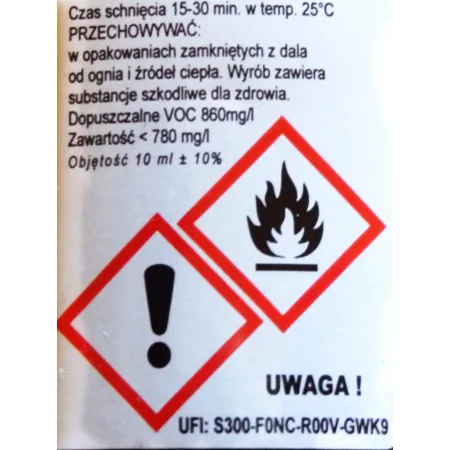 Czas schnięcia 15-30 min. w temp. 25°C
PRZECHOWYWAĆ:
w opakowaniach zamkniętych z dala
od ognia i źródeł ciepła. Wyrób zawiera
substancje szkodliwe dla zdrowia.
Dopuszczalne VOC 860mg/l
Zawartość < 780 mg/l
Objętość 10 ml ± 10%
UWAGA !
UFI: S300-F0NC-R00V-GWK9